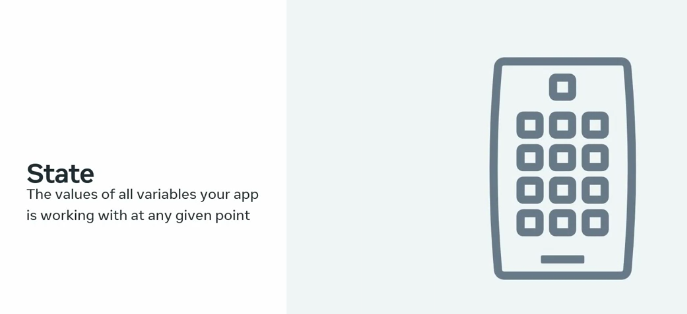 State
The values of all variables your app
is working with at any given point